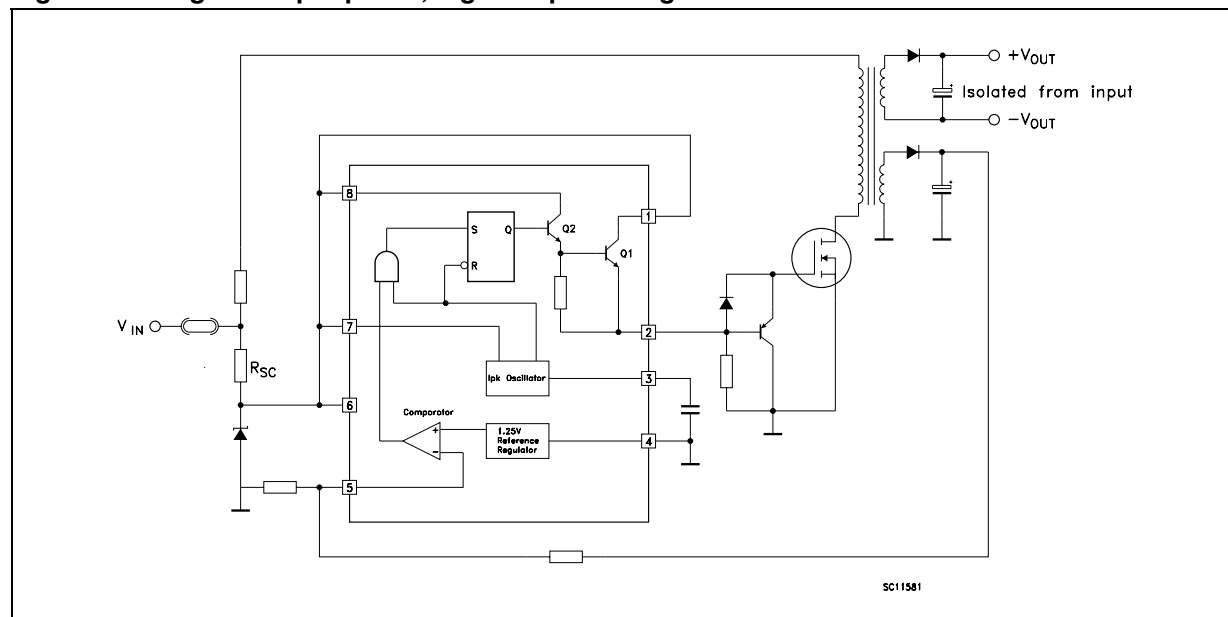 +VOUT
Isolated from input
-VOUT
8
1
S
Q
Q2
R
Q1
VIN
7
2
RSC
Ipk Oscillator
3
6
Comparator
+
-
1.25V
Reference
Regulator
4
5
SC11581